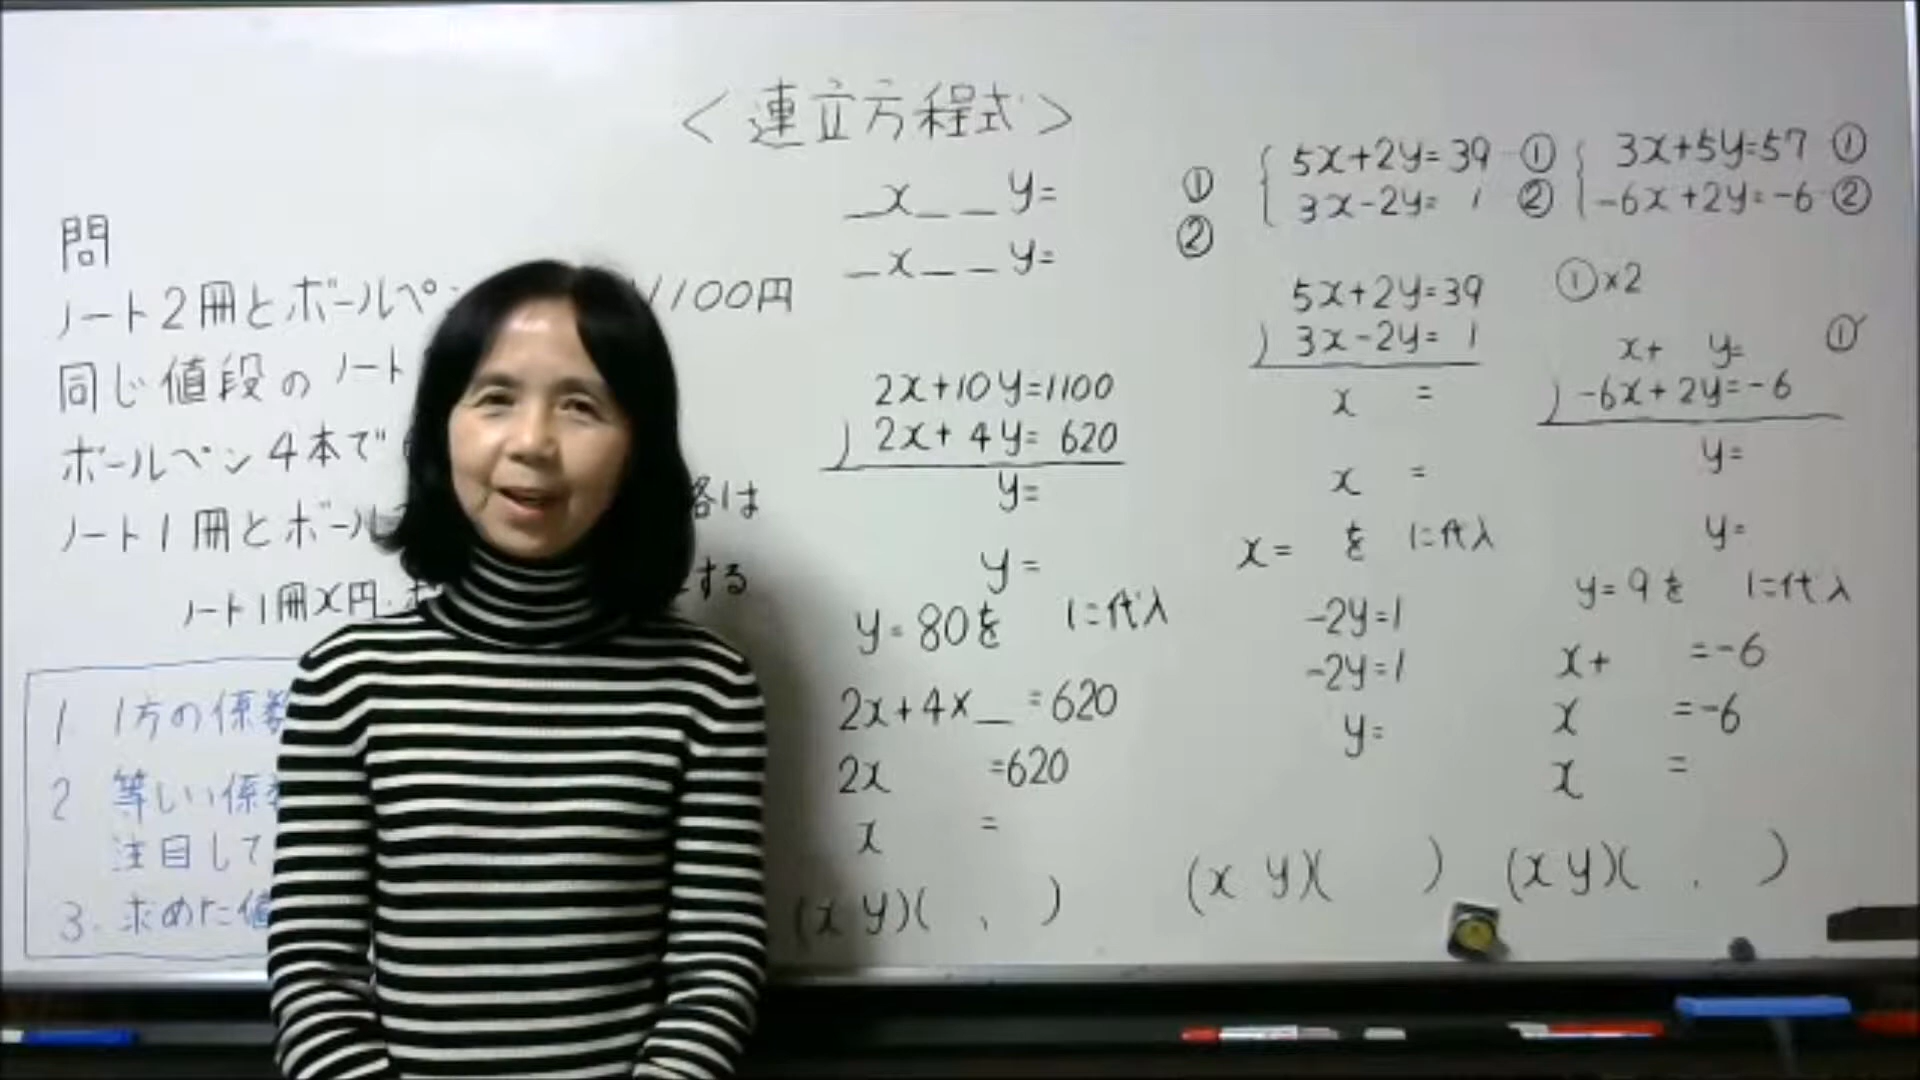 <連立方程式>
問
ノート2冊とボールペン
1100円
同じ値段のノート
ボールペン4本で
ノート1冊とボール
格は
ノート1冊x円.
する
1. 1方の係数
2 等しい係数
注目して
3. 求めた値
_x_ _y= ①
_x_ _y= ②
2x+10y=1100
) 2x+4y=620
y=
y=
y=80を に代入
2x+4×_=620
2x =620
x =
(x y)( , )
5x+2y=39 ①
3x-2y=1 ②
5x+2y=39
) 3x-2y=1
x =
x =
x= を に代入
-2y=1
-2y=1
y=
(x y)( )
3x+5y=57 ①
-6x+2y=-6 ②
①×2
x+ y= ①'
) -6x+2y=-6
y=
y=
y=9を に代入
x+ =-6
x =-6
x =
(x y)( . )